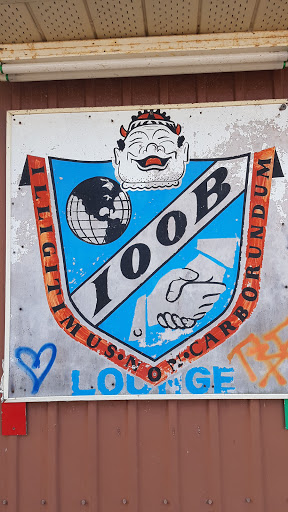 IOOB
ILLIGITIMUS • NON • CARBORUNDUM
LOUNGE